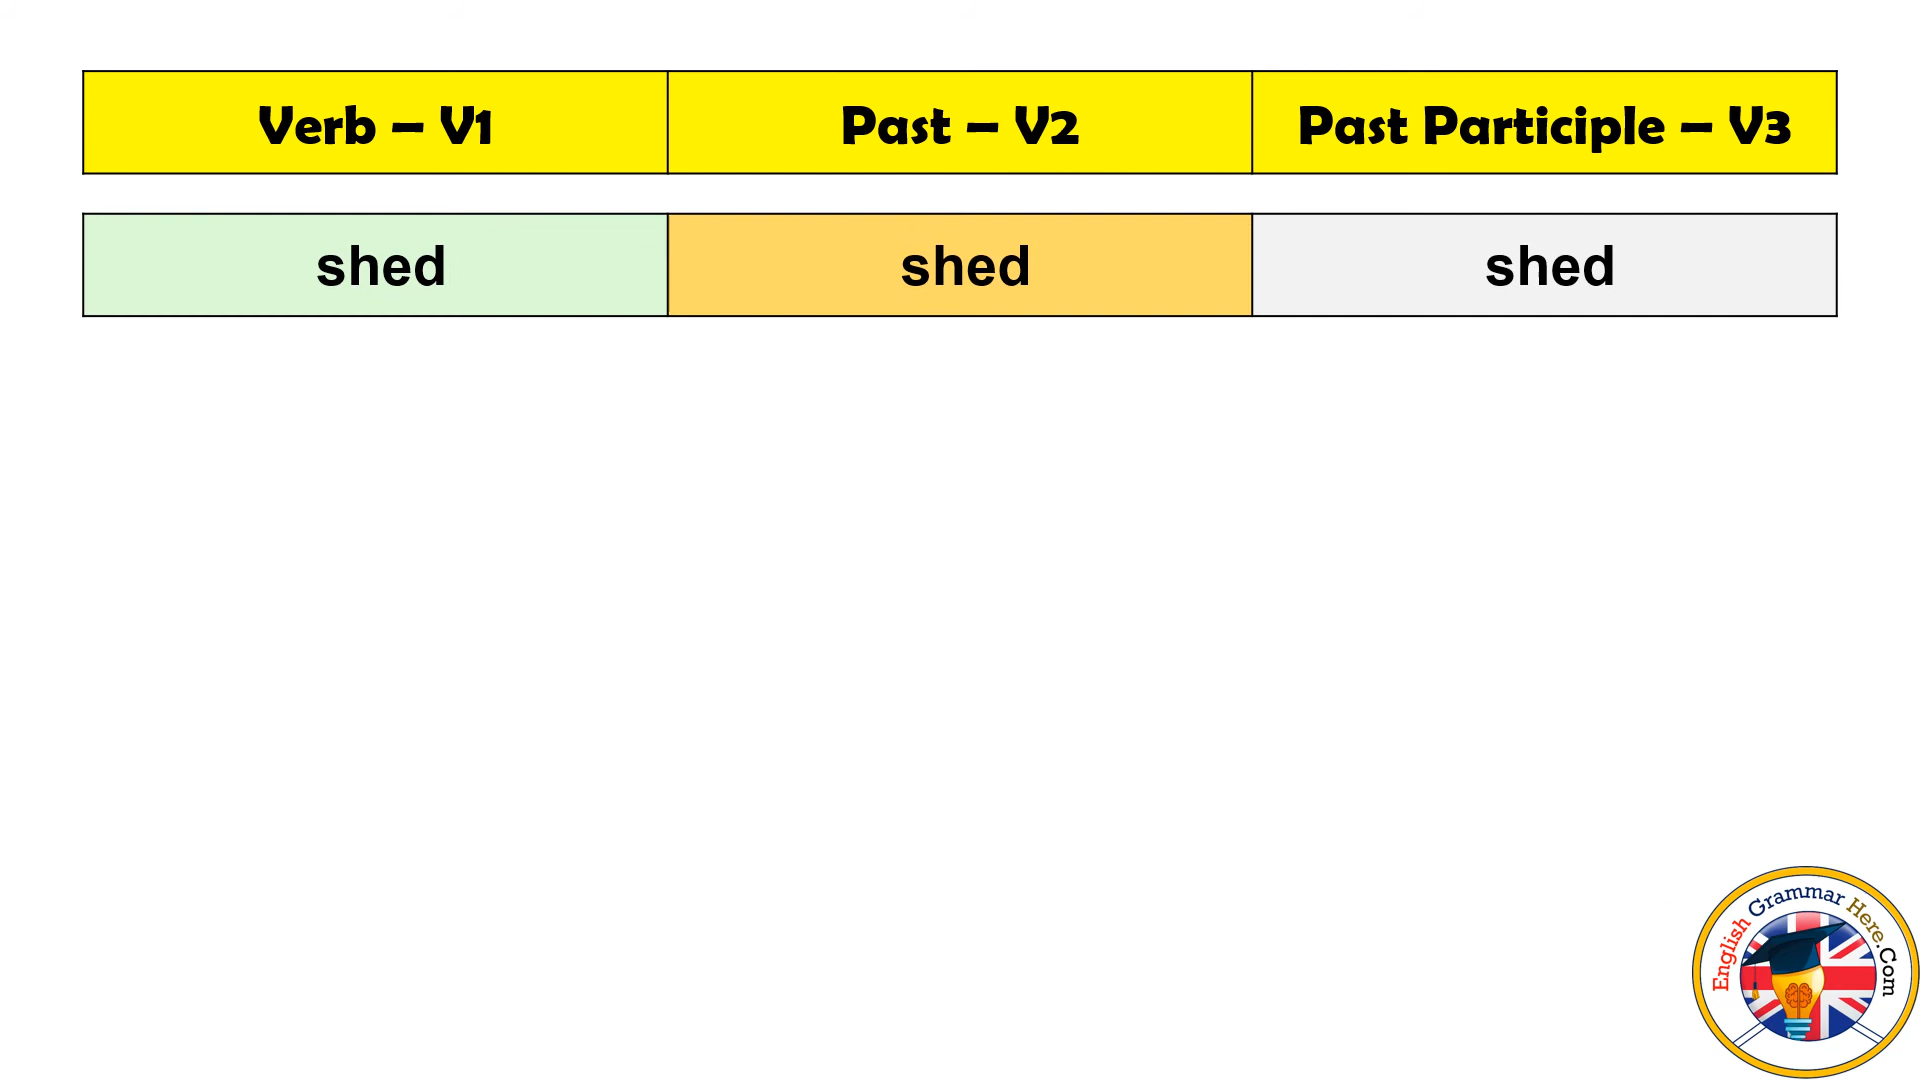 Verb – V1 Past – V2 Past Participle – V3
shed shed shed
English Grammar Here.Com